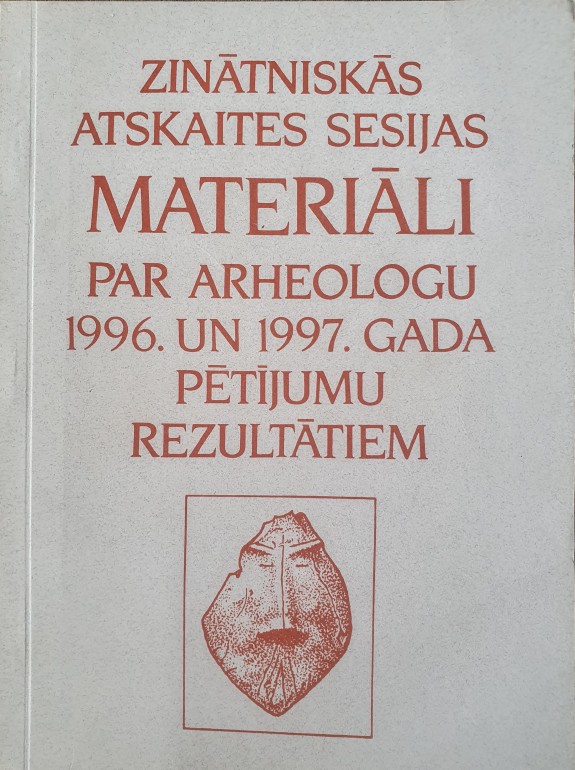 ZINĀTNISKĀS
ATSKAITES SESIJAS
MATERIĀLI
PAR ARHEOLOGU
1996. UN 1997. GADA
PĒTĪJUMU
REZULTĀTIEM